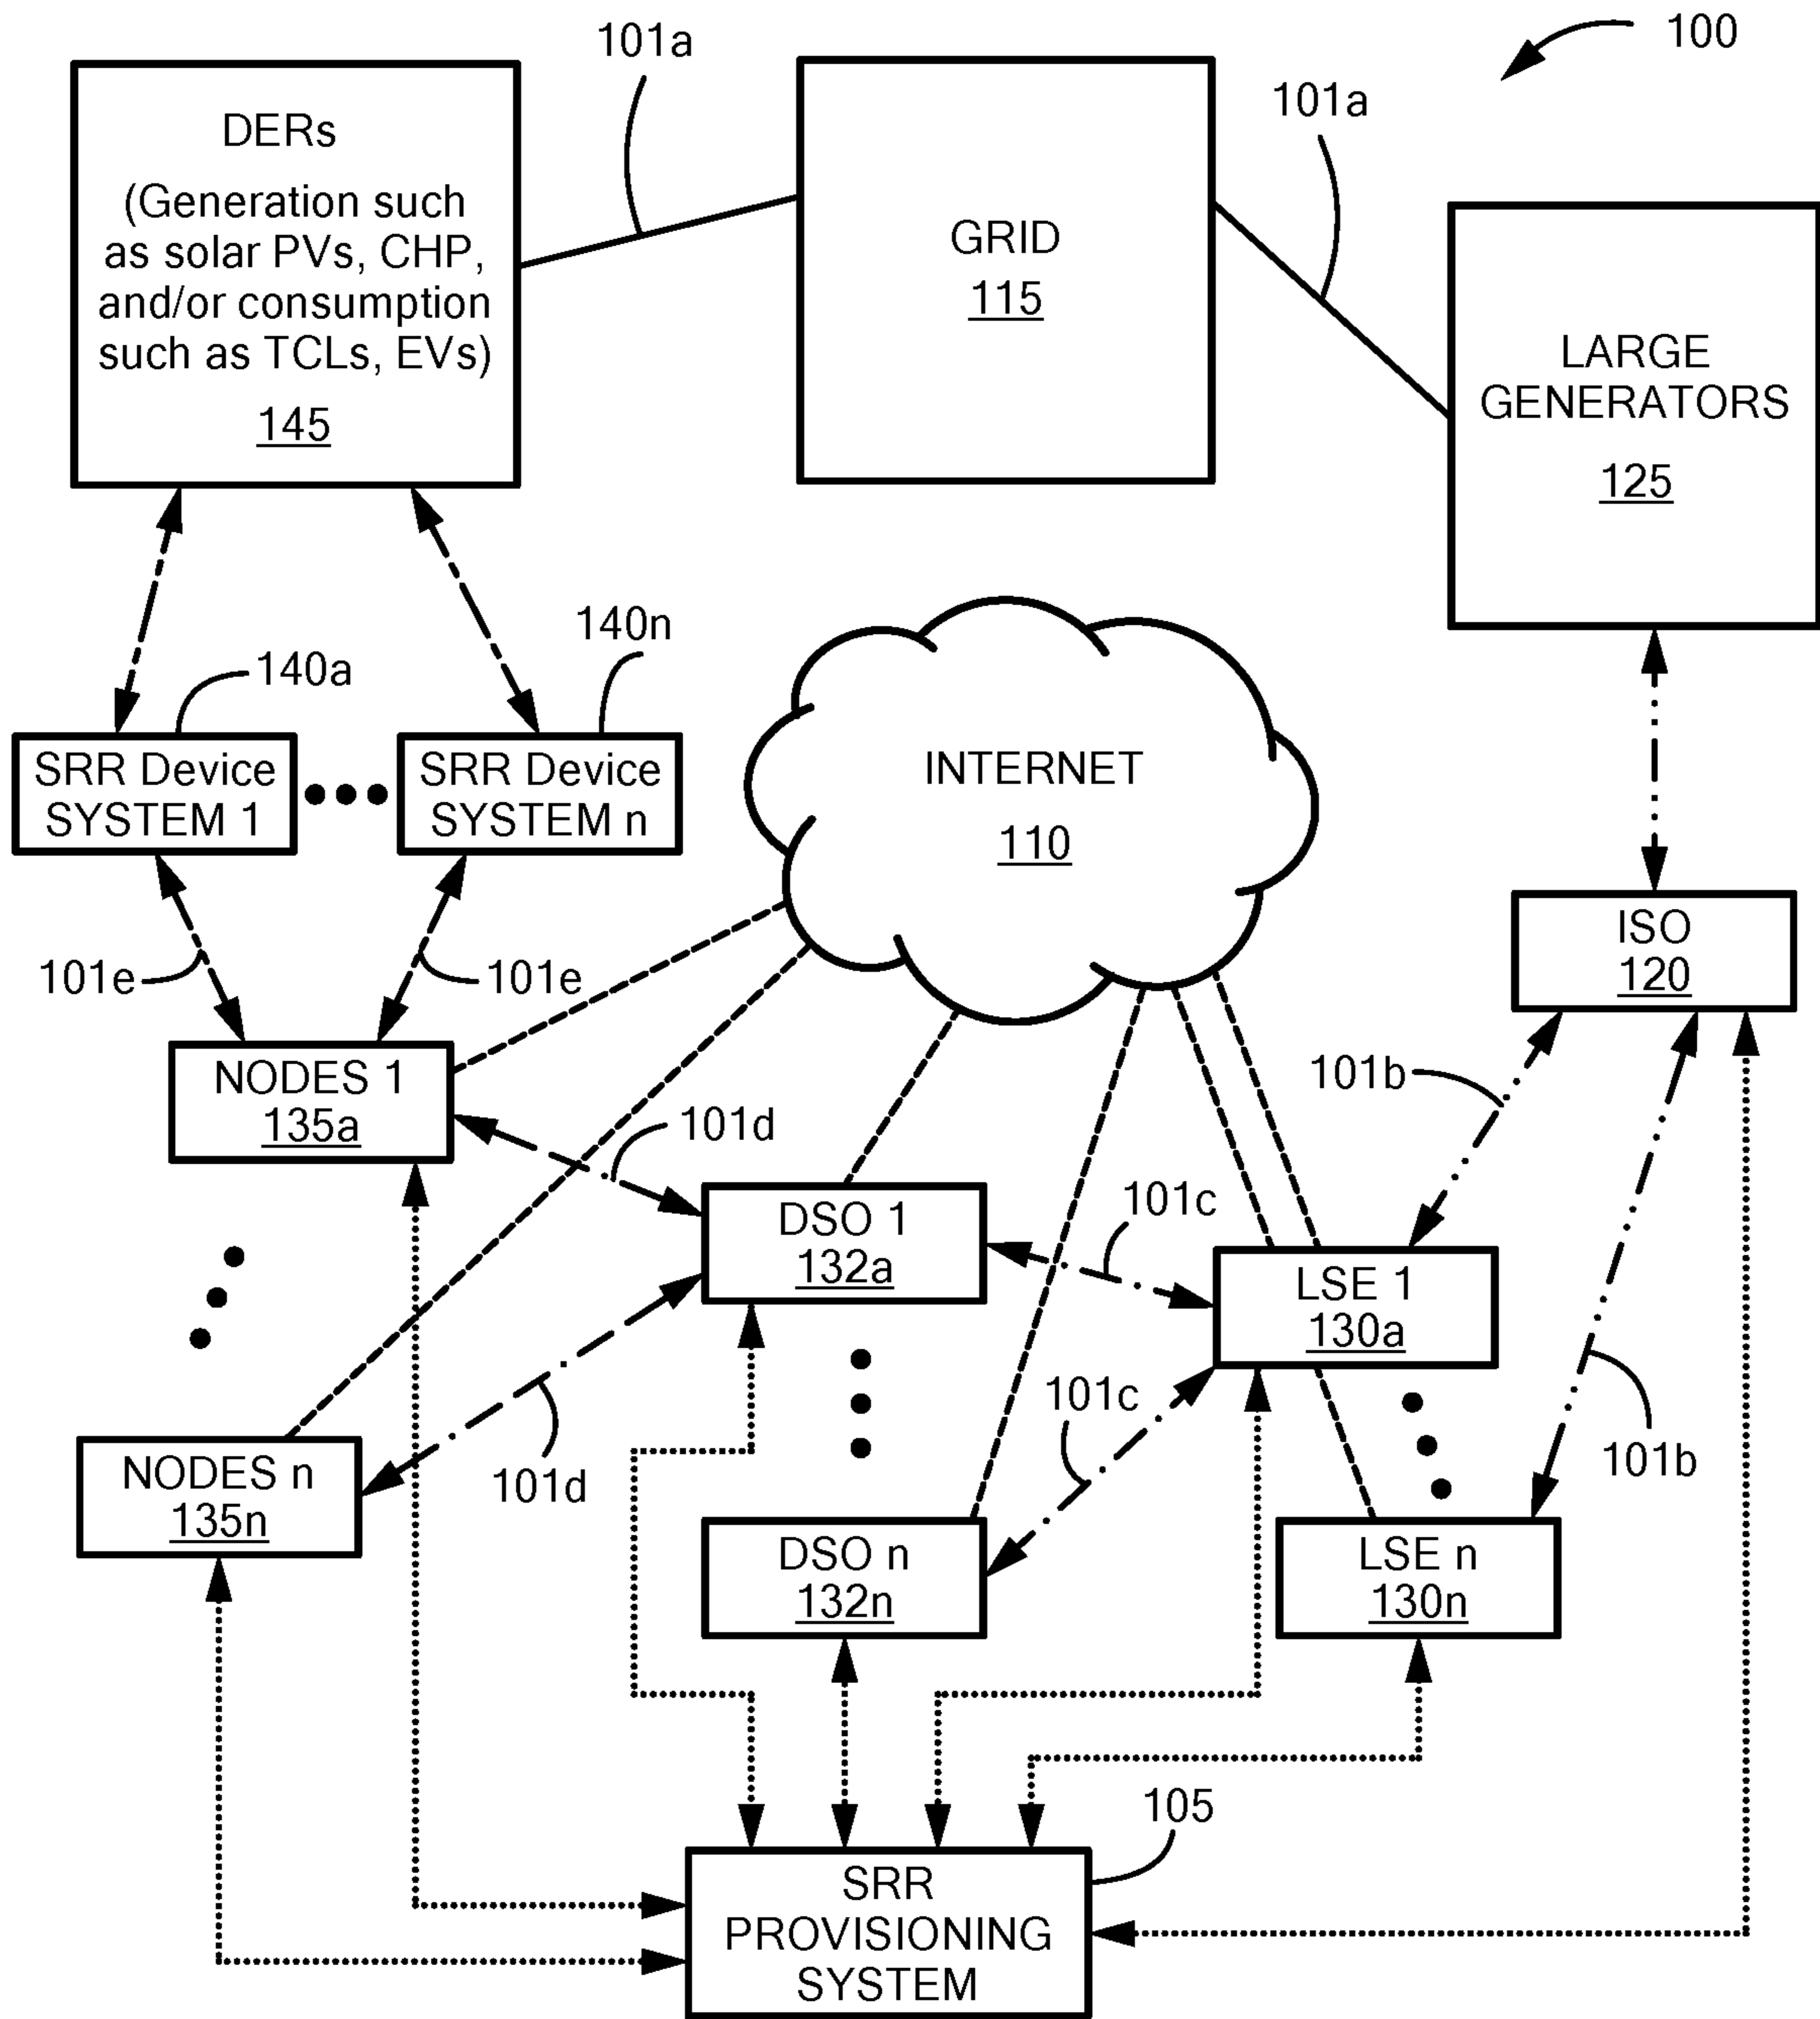 100
101a
101a
DERs
(Generation such
as solar PVs, CHP,
and/or consumption
such as TCLs, EVs)
145
GRID
115
LARGE
GENERATORS
125
140a
140n
SRR Device
SYSTEM 1
SRR Device
SYSTEM n
INTERNET
110
ISO
120
101e
101e
NODES 1
135a
101b
101d
DSO 1
132a
101c
LSE 1
130a
101c
101b
NODES n
135n
101d
DSO n
132n
LSE n
130n
105
SRR
PROVISIONING
SYSTEM